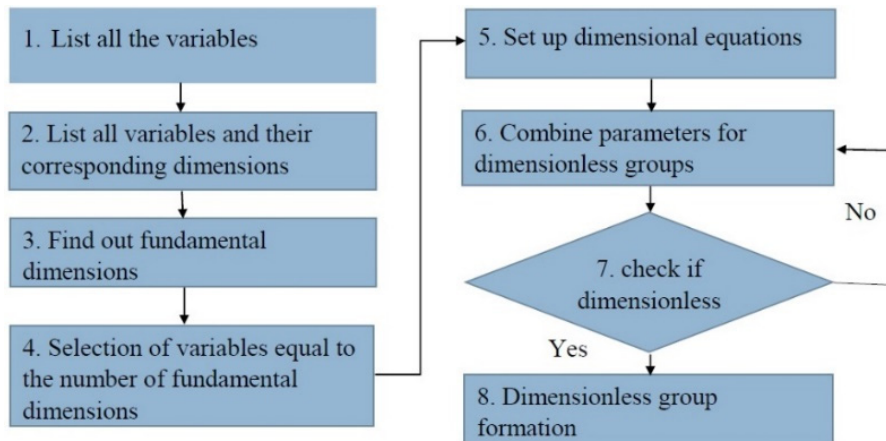 1. List all the variables
2. List all variables and their
corresponding dimensions
3. Find out fundamental
dimensions
4. Selection of variables equal to
the number of fundamental
dimensions
5. Set up dimensional equations
6. Combine parameters for
dimensionless groups
No
7. check if
dimensionless
Yes
8. Dimensionless group
formation